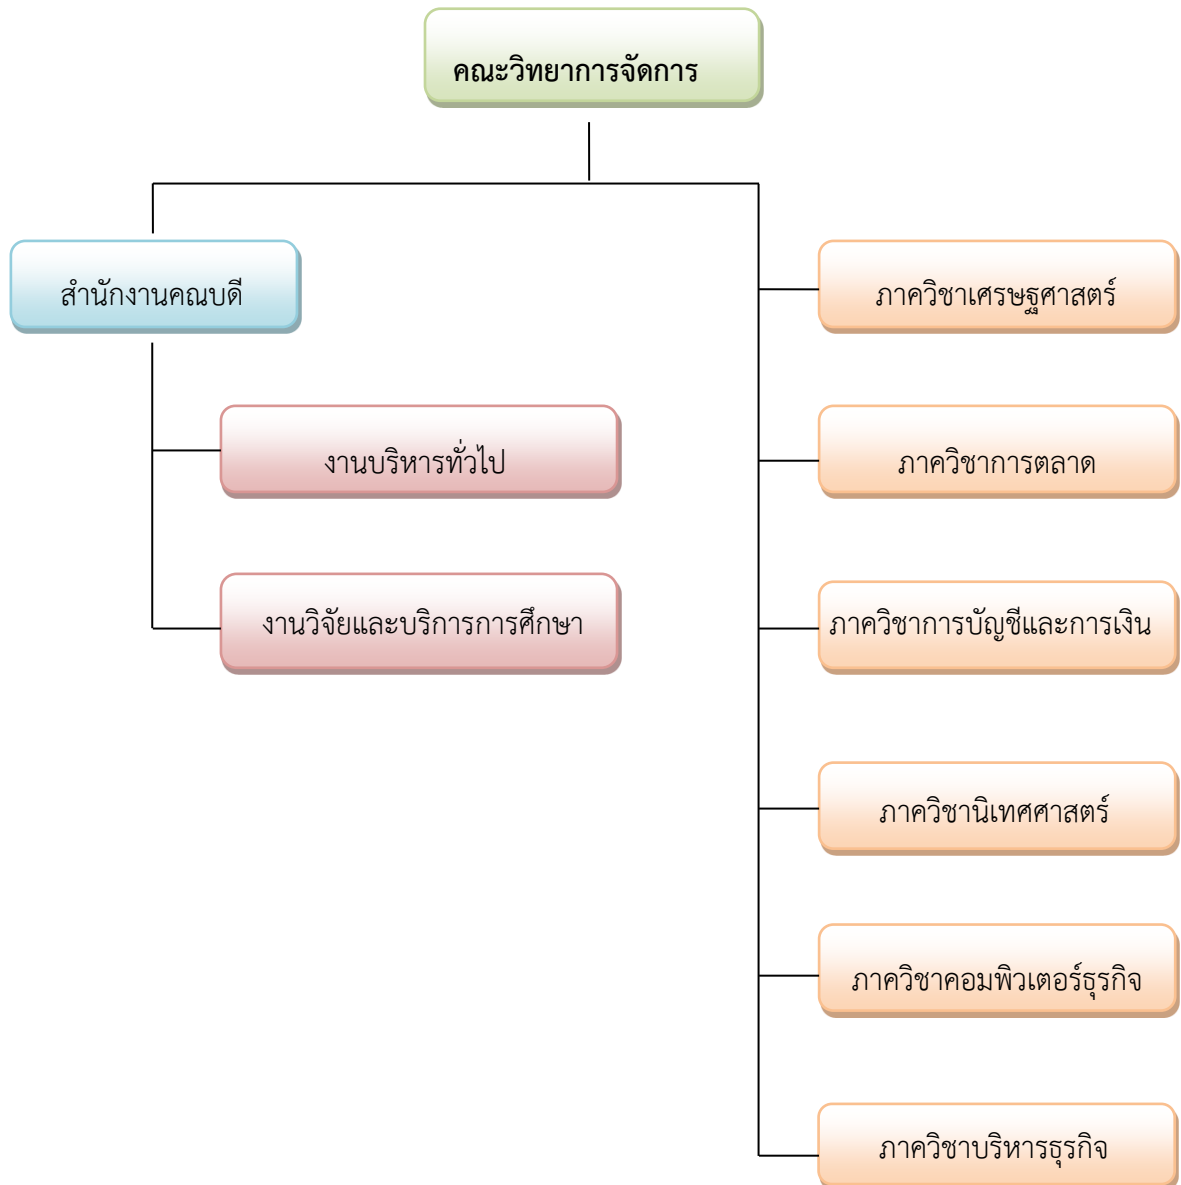 คณะวิทยาการจัดการ
สำนักงานคณบดี
งานบริหารทั่วไป
งานวิจัยและบริการการศึกษา
ภาควิชาเศรษฐศาสตร์
ภาควิชาการตลาด
ภาควิชาการบัญชีและการเงิน
ภาควิชานิเทศศาสตร์
ภาควิชาคอมพิวเตอร์ธุรกิจ
ภาควิชาบริหารธุรกิจ